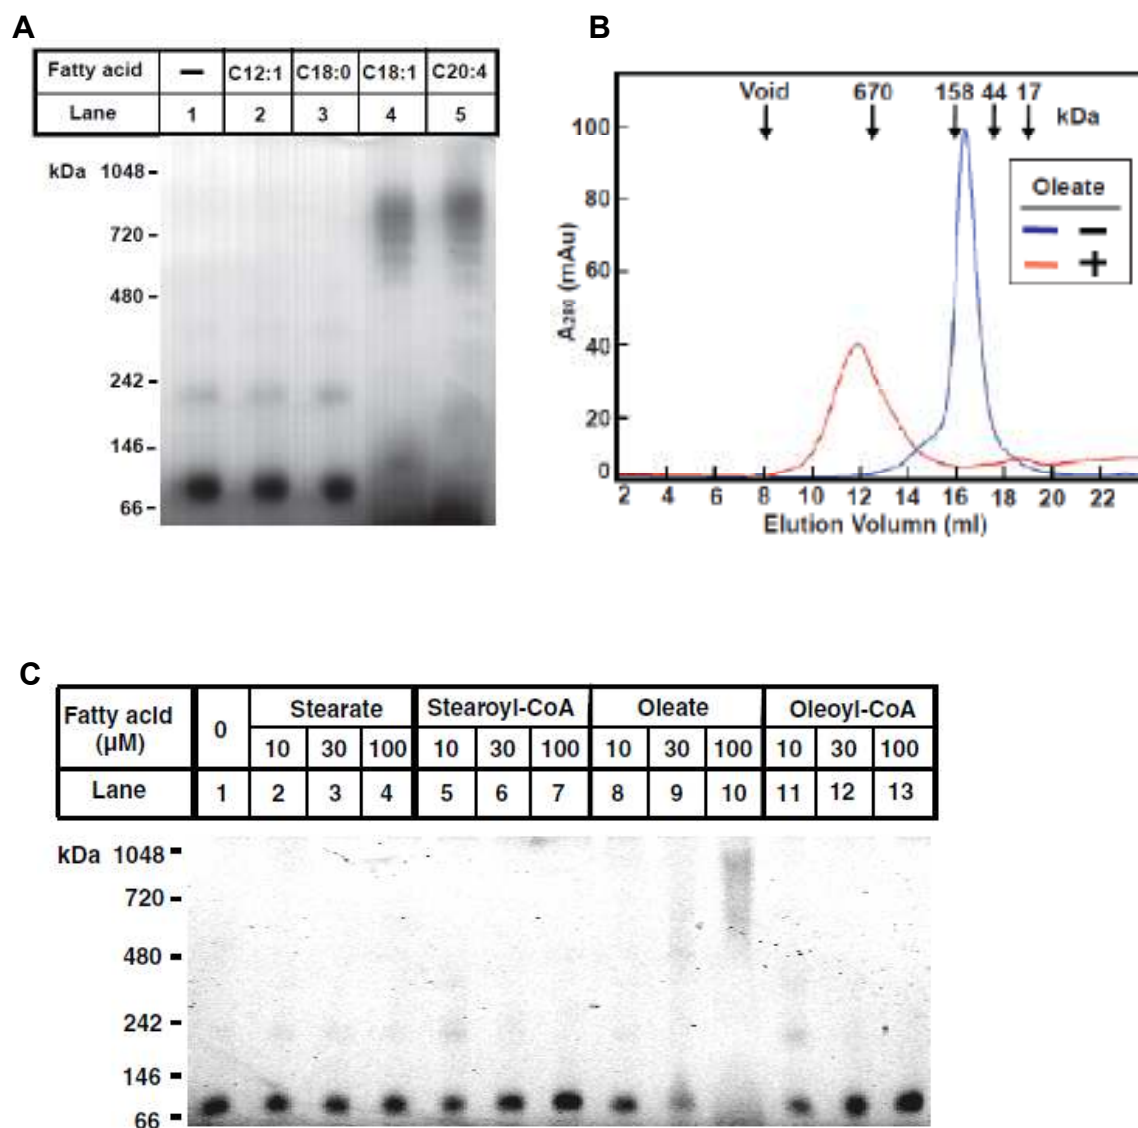 A
Fatty acid − C12:1 C18:0 C18:1 C20:4
Lane 1 2 3 4 5
kDa 1048
720
480
242
146
66
B
Void 670 158 44 17 kDa
Oleate
−
+
100
80
60
40
20
0
A280 (mAu)
2 4 6 8 10 12 14 16 18 20 22
Elution Volumn (ml)
C
Fatty acid (µM) 0 Stearate Stearoyl-CoA Oleate Oleoyl-CoA
10 30 100 10 30 100 10 30 100 10 30 100
Lane 1 2 3 4 5 6 7 8 9 10 11 12 13
kDa 1048
720
480
242
146
66